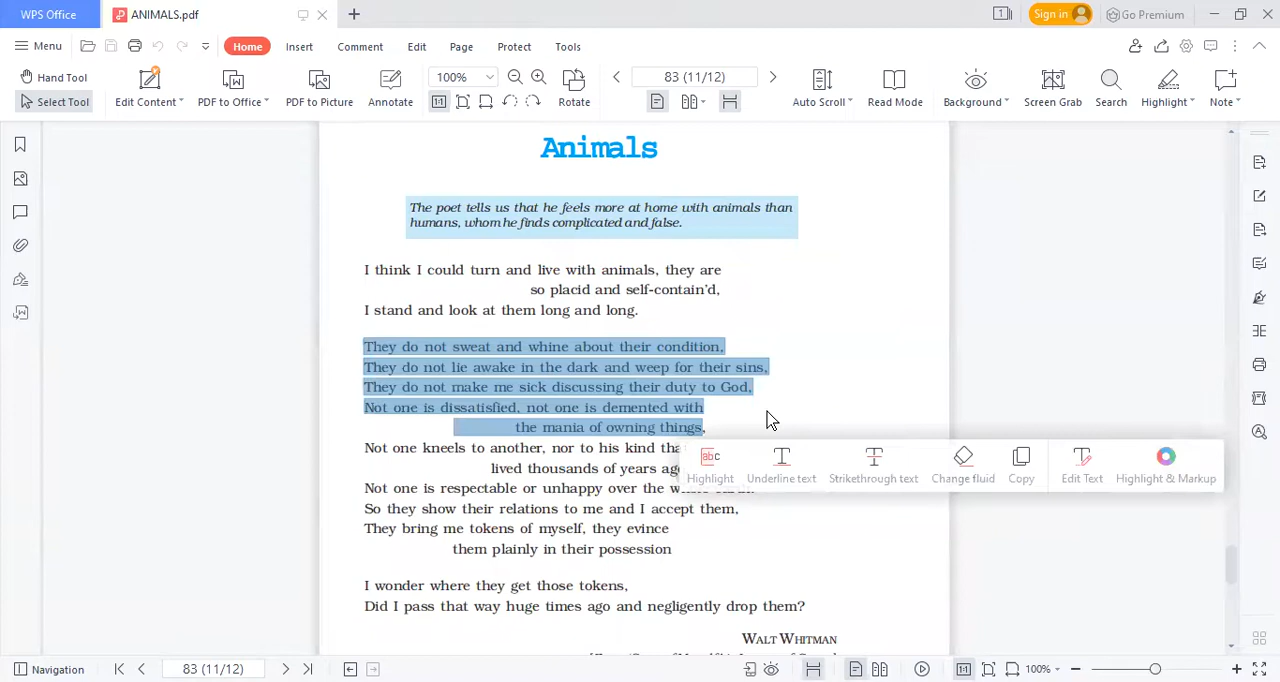 WPS Office
ANIMALS.pdf
Sign in
Go Premium
Menu
Home
Insert
Comment
Edit
Page
Protect
Tools
Hand Tool
Select Tool
Edit Content
PDF to Office
PDF to Picture
Annotate
100%
Rotate
83 (11/12)
Auto Scroll
Read Mode
Background
Screen Grab
Search
Highlight
Note
Animals
The poet tells us that he feels more at home with animals than
humans, whom he finds complicated and false.
I think I could turn and live with animals, they are
so placid and self-contain'd,
I stand and look at them long and long.
They do not sweat and whine about their condition,
They do not lie awake in the dark and weep for their sins,
They do not make me sick discussing their duty to God,
Not one is dissatisfied, not one is demented with
the mania of owning things,
Not one kneels to another, nor to his kind
lived thousands of years
Not one is respectable or unhappy over the
So they show their relations to me and I accept them,
They bring me tokens of myself, they evince
them plainly in their possession
I wonder where they get those tokens,
Did I pass that way huge times ago and negligently drop them?
WALT WHITMAN
abc
Highlight
Underline text
Strikethrough text
Change fluid
Copy
Edit Text
Highlight & Markup
Navigation
83 (11/12)
100%